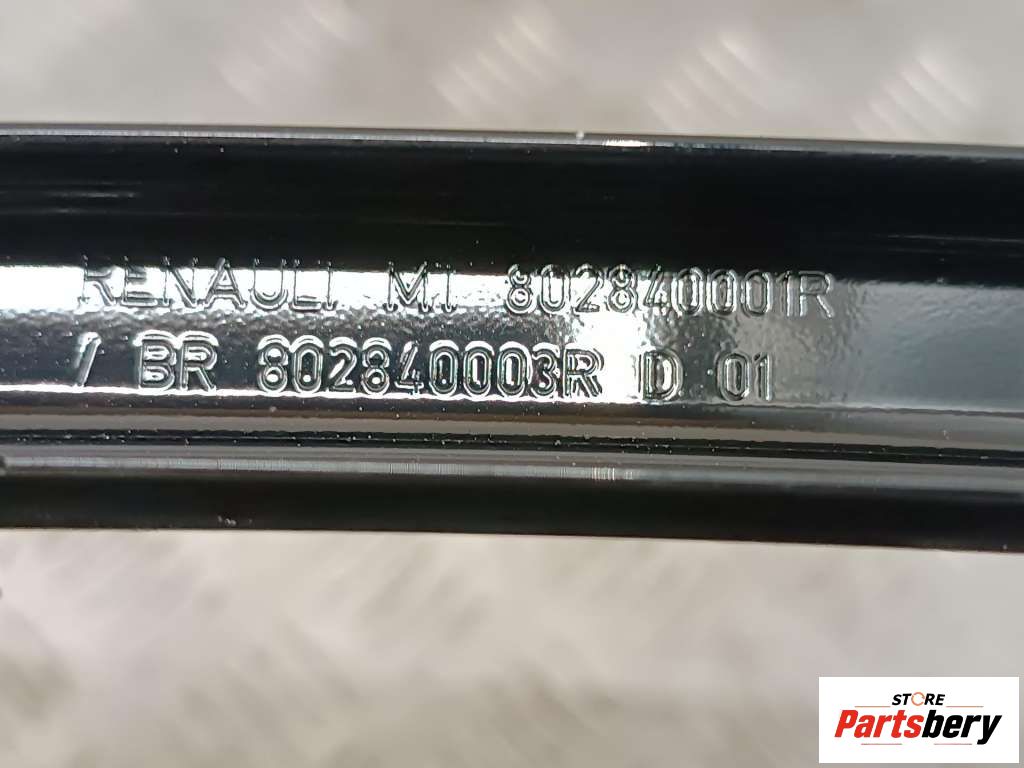 RENAULT MT 802840001R
/ BR 802840003R D 01
STORE
Partsbery